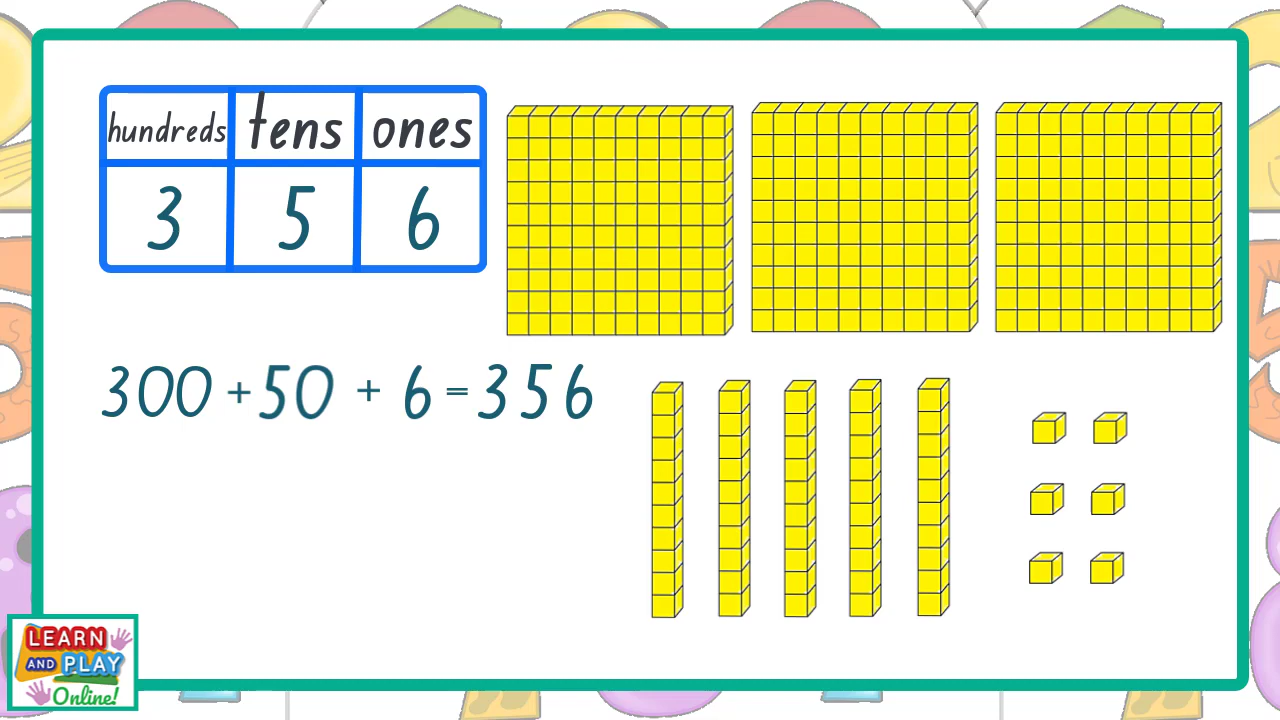 hundreds tens ones
3 5 6
300 + 50 + 6 = 356
LEARN
AND PLAY
Online!